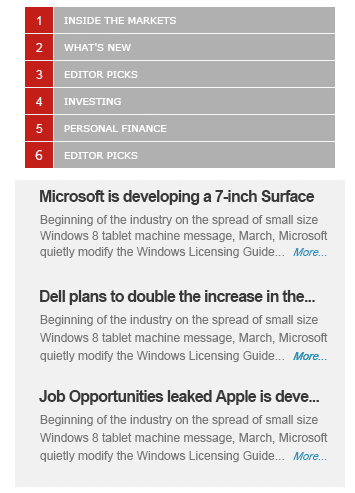 1 INSIDE THE MARKETS
2 WHAT'S NEW
3 EDITOR PICKS
4 INVESTING
5 PERSONAL FINANCE
6 EDITOR PICKS
Microsoft is developing a 7-inch Surface
Beginning of the industry on the spread of small size
Windows 8 tablet machine message, March, Microsoft
quietly modify the Windows Licensing Guide... More...
Dell plans to double the increase in the...
Beginning of the industry on the spread of small size
Windows 8 tablet machine message, March, Microsoft
quietly modify the Windows Licensing Guide... More...
Job Opportunities leaked Apple is deve...
Beginning of the industry on the spread of small size
Windows 8 tablet machine message, March, Microsoft
quietly modify the Windows Licensing Guide... More...